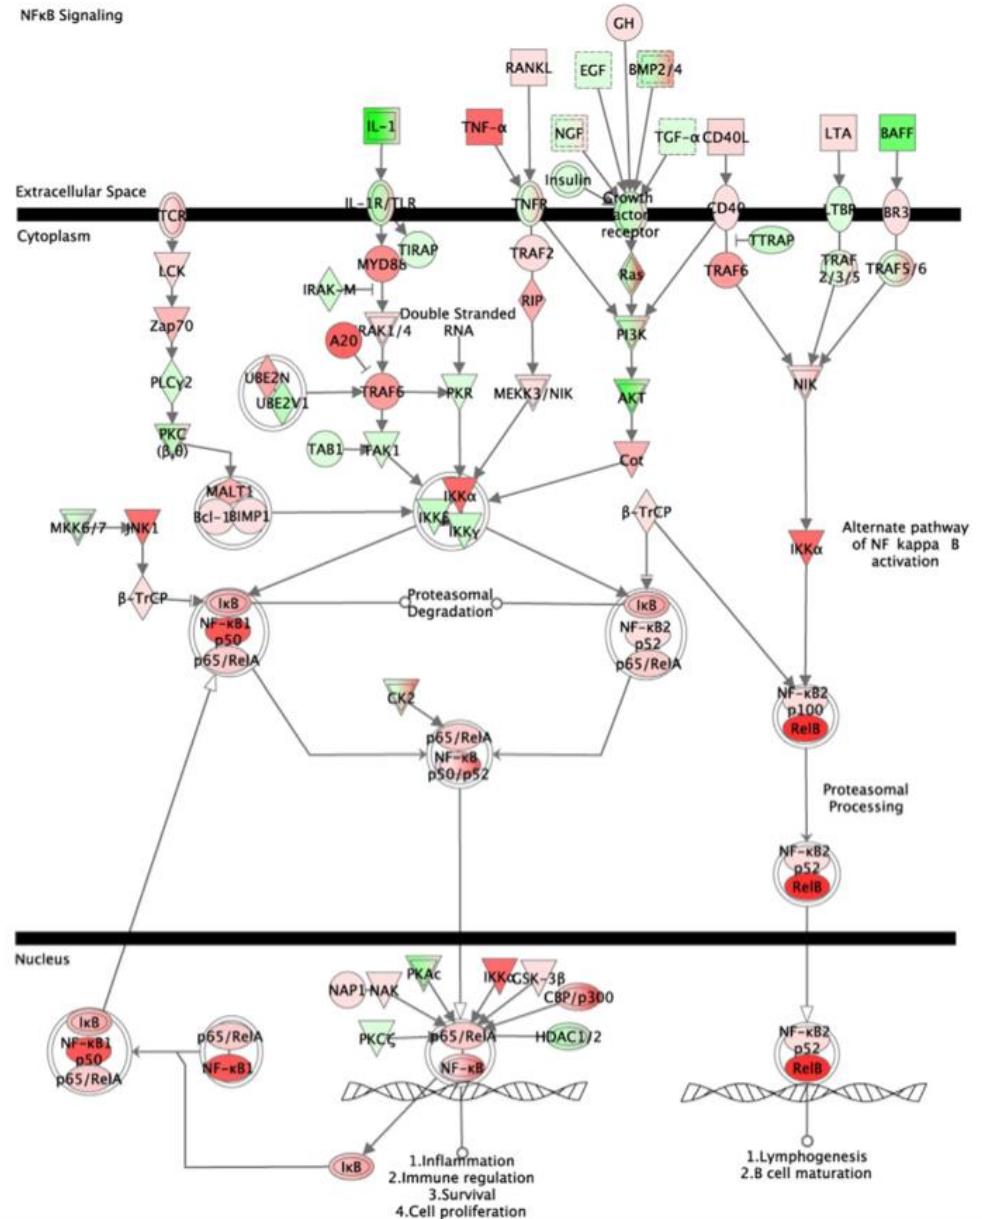 NFκB Signaling
GH
RANKL
EGF
BMP2/4
IL-1
TNF-α
NGF
TGF-α
CD40L
LTA
BAFF
Insulin
Extracellular Space
TCR
IL-1R/TLR
TNFR
Growth
factor
receptor
CD40
LTBR
BR3
Cytoplasm
TIRAP
TTRAP
LCK
MYD88
TRAF2
Ras
TRAF6
TRAF
2/3/5
TRAF5/6
IRAK-M
RIP
Zap70
A20
IRAK1/4
Double Stranded
RNA
PI3K
PLCγ2
UBE2N
UBE2V1
TRAF6
PKR
MEKK3/NIK
AKT
NIK
PKC
(β,θ)
TAB1
TAK1
Cot
MALT1
Bcl-1
BIMP1
IKKα
IKKβ
IKKγ
β-TrCP
MKK6/7
JNK1
IKKα
Alternate pathway
of NF kappa B
activation
β-TrCP
IκB
NF-κB1
p50
p65/RelA
Proteasomal
Degradation
IκB
NF-κB2
p52
p65/RelA
CK2
p65/RelA
NF-κB
p50/p52
NF-κB2
p100
RelB
Proteasomal
Processing
NF-κB2
p52
RelB
Nucleus
NAP1
NAK
PKAc
IKKα
GSK-3β
CBP/p300
PKCζ
p65/RelA
HDAC1/2
NF-κB
IκB
NF-κB1
p50
p65/RelA
p65/RelA
NF-κB1
NF-κB2
p52
RelB
IκB
1.Inflammation
2.Immune regulation
3.Survival
4.Cell proliferation
1.Lymphogenesis
2.B cell maturation